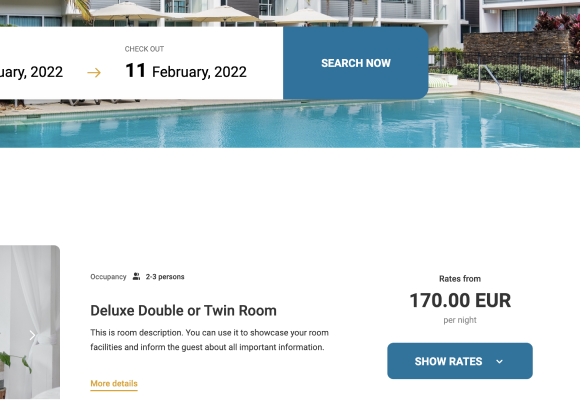 CHECK OUT
2022
11 February, 2022
SEARCH NOW
Occupancy 2-3 persons
Rates from
170.00 EUR
per night
Deluxe Double or Twin Room
This is room description. You can use it to showcase your room
facilities and inform the guest about all important information.
SHOW RATES
More details